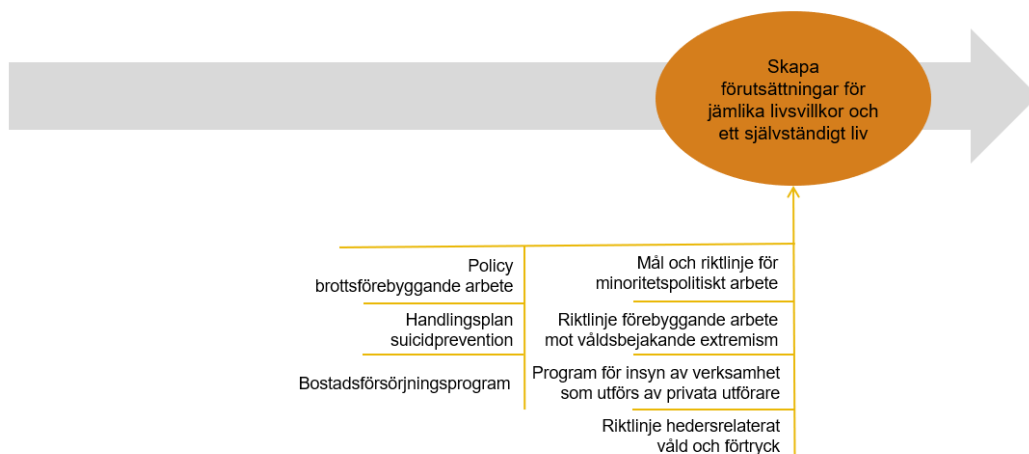 Skapa
förutsättningar för
jämlika livsvillkor och
ett självständigt liv
Policy
brottsförebyggande arbete
Handlingsplan
suicidprevention
Bostadsförsörjningsprogram
Mål och riktlinje för
minoritetspolitiskt arbete
Riktlinje förebyggande arbete
mot våldsbejakande extremism
Program för insyn av verksamhet
som utförs av privata utförare
Riktlinje hedersrelaterat
våld och förtryck